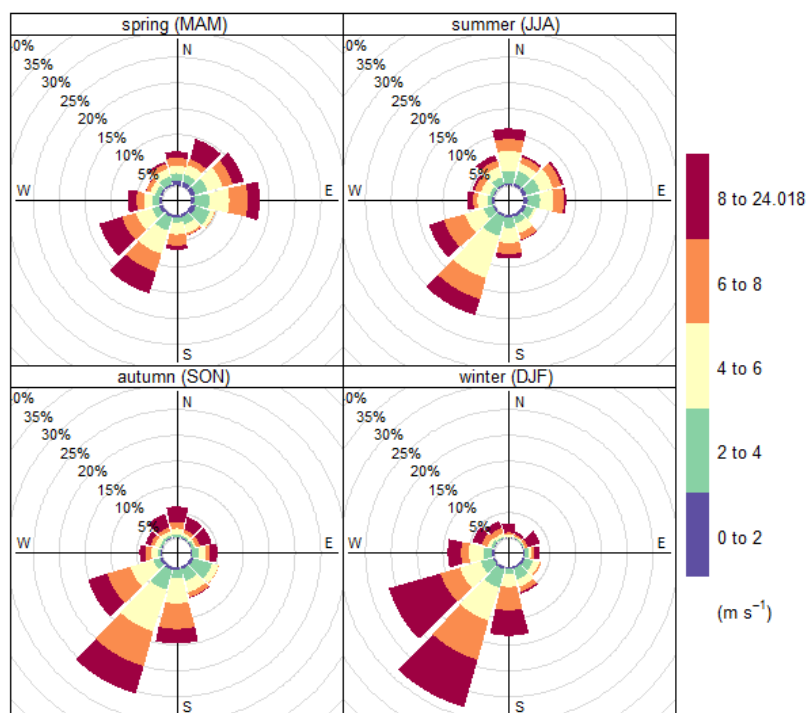 spring (MAM)
0%
35%
30%
25%
20%
15%
10%
5%
N
W
E
S
summer (JJA)
0%
35%
30%
25%
20%
15%
10%
5%
N
W
E
S
autumn (SON)
0%
35%
30%
25%
20%
15%
10%
5%
N
W
E
S
winter (DJF)
0%
35%
30%
25%
20%
15%
10%
5%
N
W
E
S
8 to 24.018
6 to 8
4 to 6
2 to 4
0 to 2
(m s⁻¹)